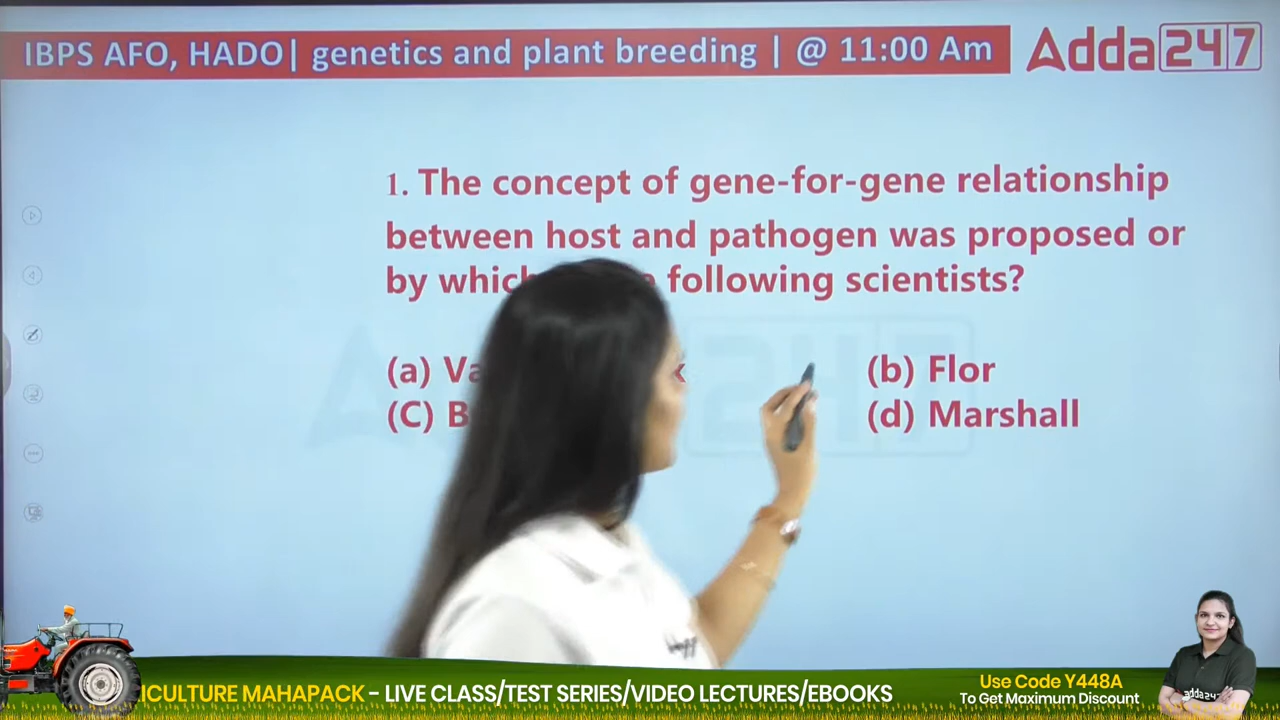 IBPS AFO, HADO| genetics and plant breeding | @ 11:00 Am
Adda247
1. The concept of gene-for-gene relationship
between host and pathogen was proposed or
by following scientists?
(a) (b) Flor
(C) (d) Marshall
ICULTURE MAHAPACK - LIVE CLASS/TEST SERIES/VIDEO LECTURES/EBOOKS
Use Code Y448A
To Get Maximum Discount
adda247